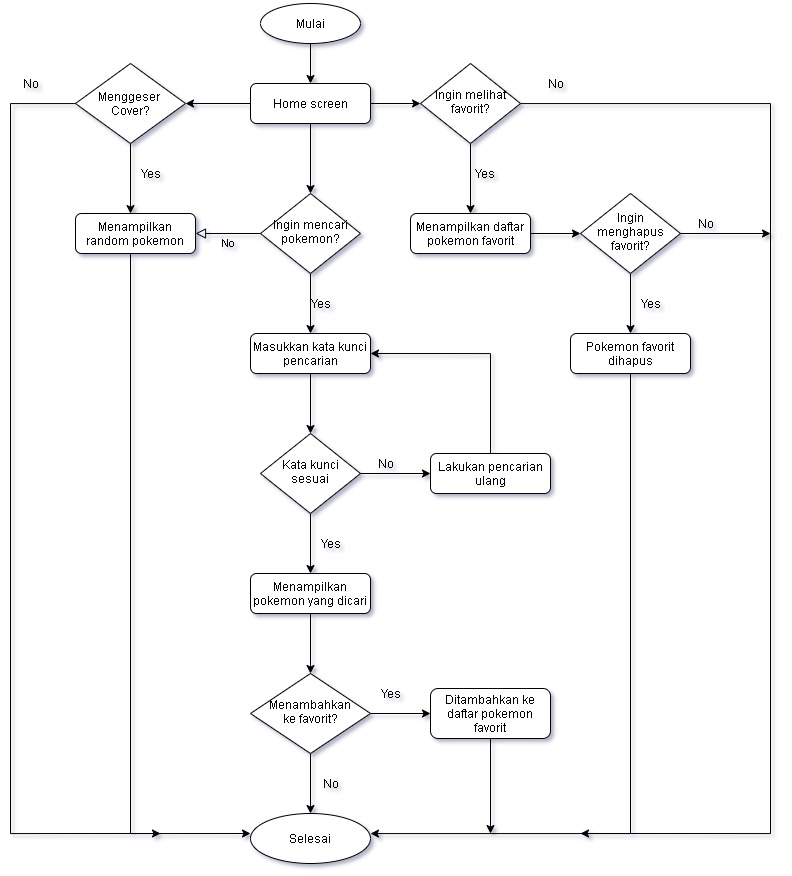 Mulai
No
Menggeser
Cover?
Home screen
Ingin melihat
favorit?
No
Yes
Yes
Menampilkan
random pokemon
No
Ingin mencari
pokemon?
Menampilkan daftar
pokemon favorit
Ingin
menghapus
favorit?
No
Yes
Yes
Masukkan kata kunci
pencarian
Pokemon favorit
dihapus
Kata kunci
sesuai
No
Lakukan pencarian
ulang
Yes
Menampilkan
pokemon yang dicari
Menambahkan
ke favorit?
Yes
Ditambahkan ke
daftar pokemon
favorit
No
Selesai